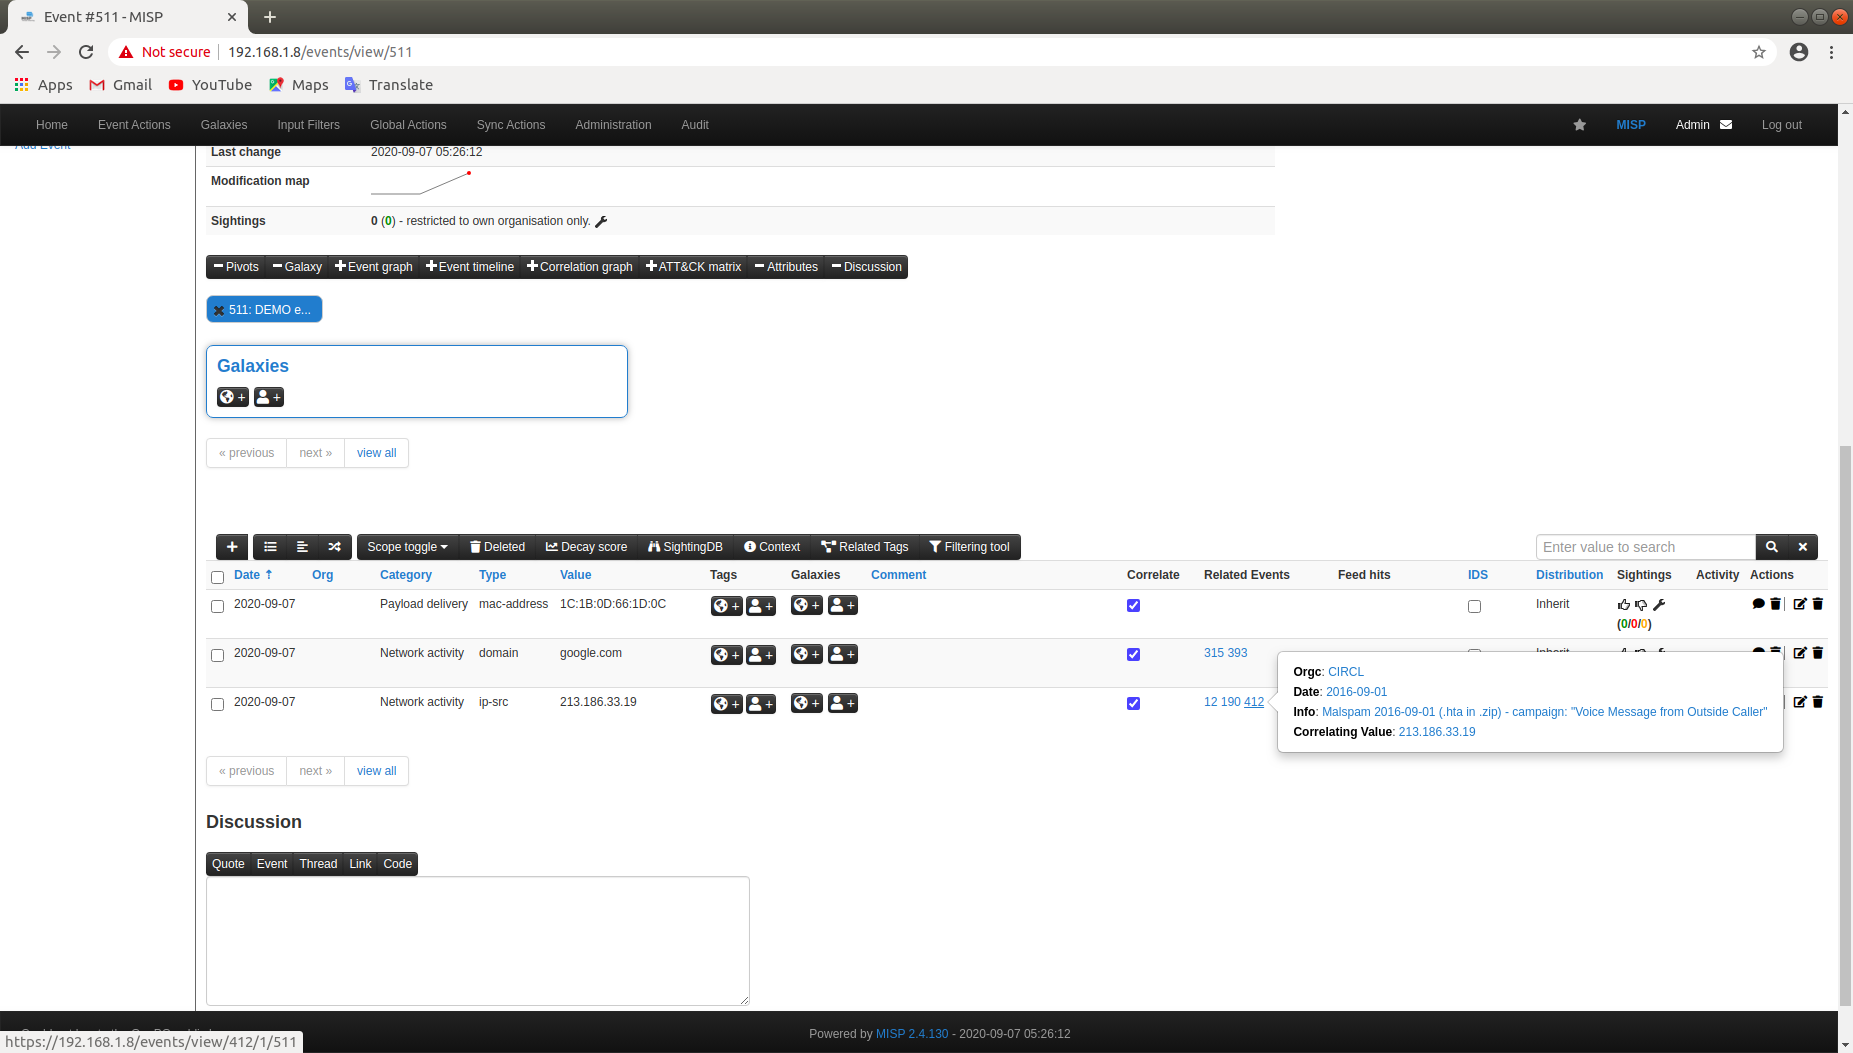 Event #511 - MISP
Not secure 192.168.1.8/events/view/511
Apps Gmail YouTube Maps Translate
Home Event Actions Galaxies Input Filters Global Actions Sync Actions Administration Audit MISP Admin Log out
Add Event
Last change 2020-09-07 05:26:12
Modification map
Sightings 0 (0) - restricted to own organisation only.
Pivots Galaxy Event graph Event timeline Correlation graph ATT&CK matrix Attributes Discussion
511: DEMO e...
Galaxies
+ +
« previous next » view all
Scope toggle Deleted Decay score SightingDB Context Related Tags Filtering tool Enter value to search
Date Org Category Type Value Tags Galaxies Comment Correlate Related Events Feed hits IDS Distribution Sightings Activity Actions
2020-09-07 Payload delivery mac-address 1C:1B:0D:66:1D:0C + + + + Inherit
(0/0/0)
2020-09-07 Network activity domain google.com + + + + 315 393 Inherit
2020-09-07 Network activity ip-src 213.186.33.19 + + + + 12 190 412
Orgc: CIRCL
Date: 2016-09-01
Info: Malspam 2016-09-01 (.hta in .zip) - campaign: "Voice Message from Outside Caller"
Correlating Value: 213.186.33.19
« previous next » view all
Discussion
Quote Event Thread Link Code
Powered by MISP 2.4.130 - 2020-09-07 05:26:12
https://192.168.1.8/events/view/412/1/511